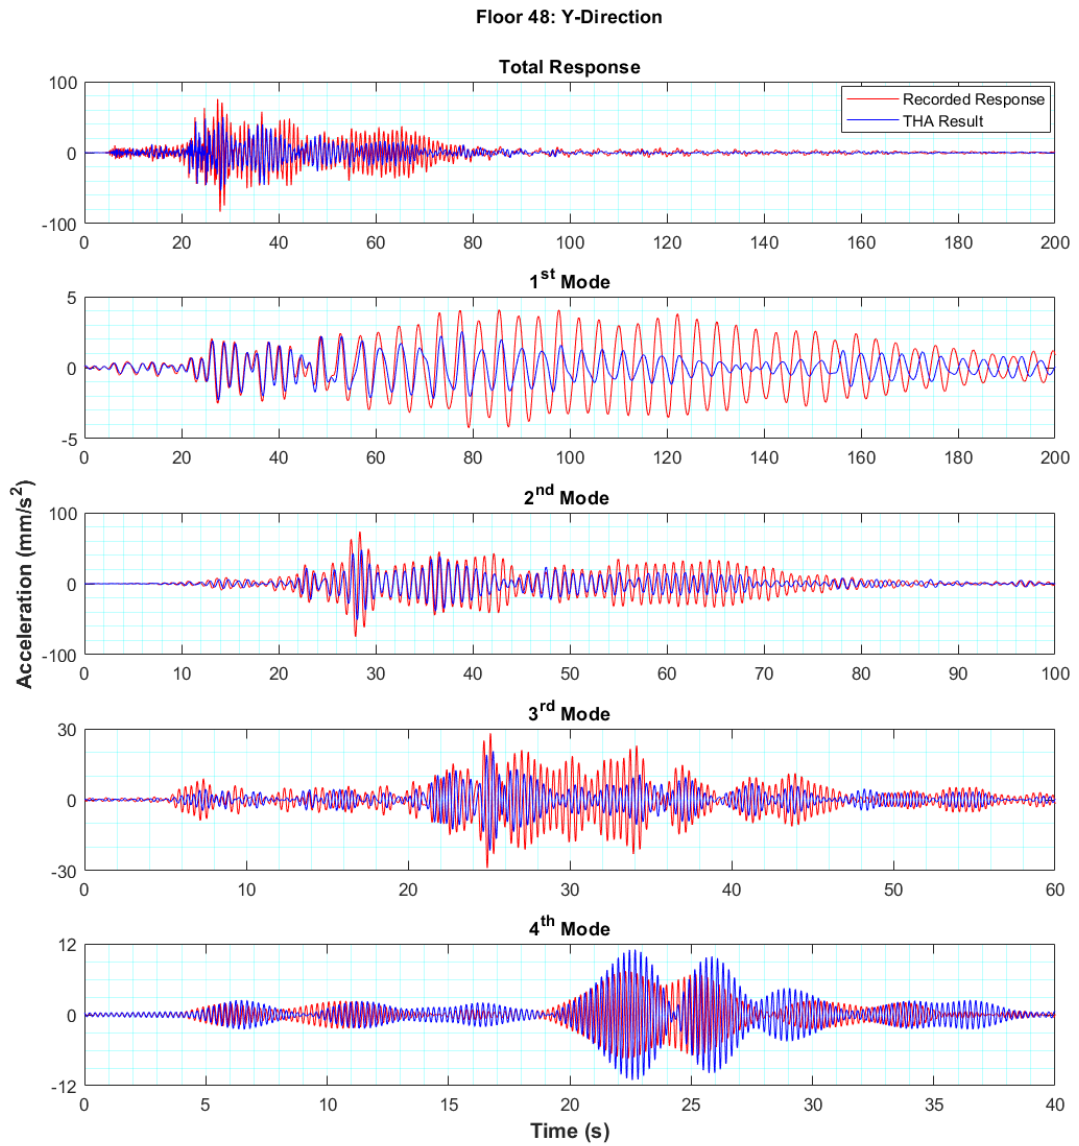 Floor 48: Y-Direction
Total Response
Recorded Response
THA Result
100
0
-100
0 20 40 60 80 100 120 140 160 180 200
1st Mode
5
0
-5
0 20 40 60 80 100 120 140 160 180 200
2nd Mode
100
0
-100
0 10 20 30 40 50 60 70 80 90 100
Acceleration (mm/s2)
3rd Mode
30
0
-30
0 10 20 30 40 50 60
4th Mode
12
0
-12
0 5 10 15 20 25 30 35 40
Time (s)